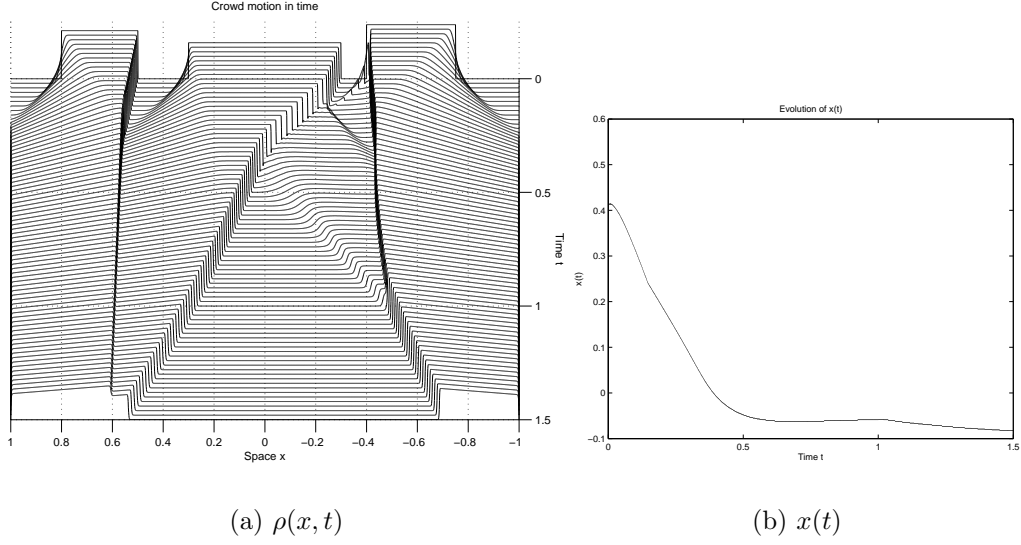 Crowd motion in time
0
0.5
1
1.5
Time t
1 0.8 0.6 0.4 0.2 0 −0.2 −0.4 −0.6 −0.8 −1
Space x
(a) ρ(x, t)
Evolution of x(t)
0.6
0.5
0.4
0.3
0.2
0.1
0
−0.1
x(t)
0 0.5 1 1.5
Time t
(b) x(t)